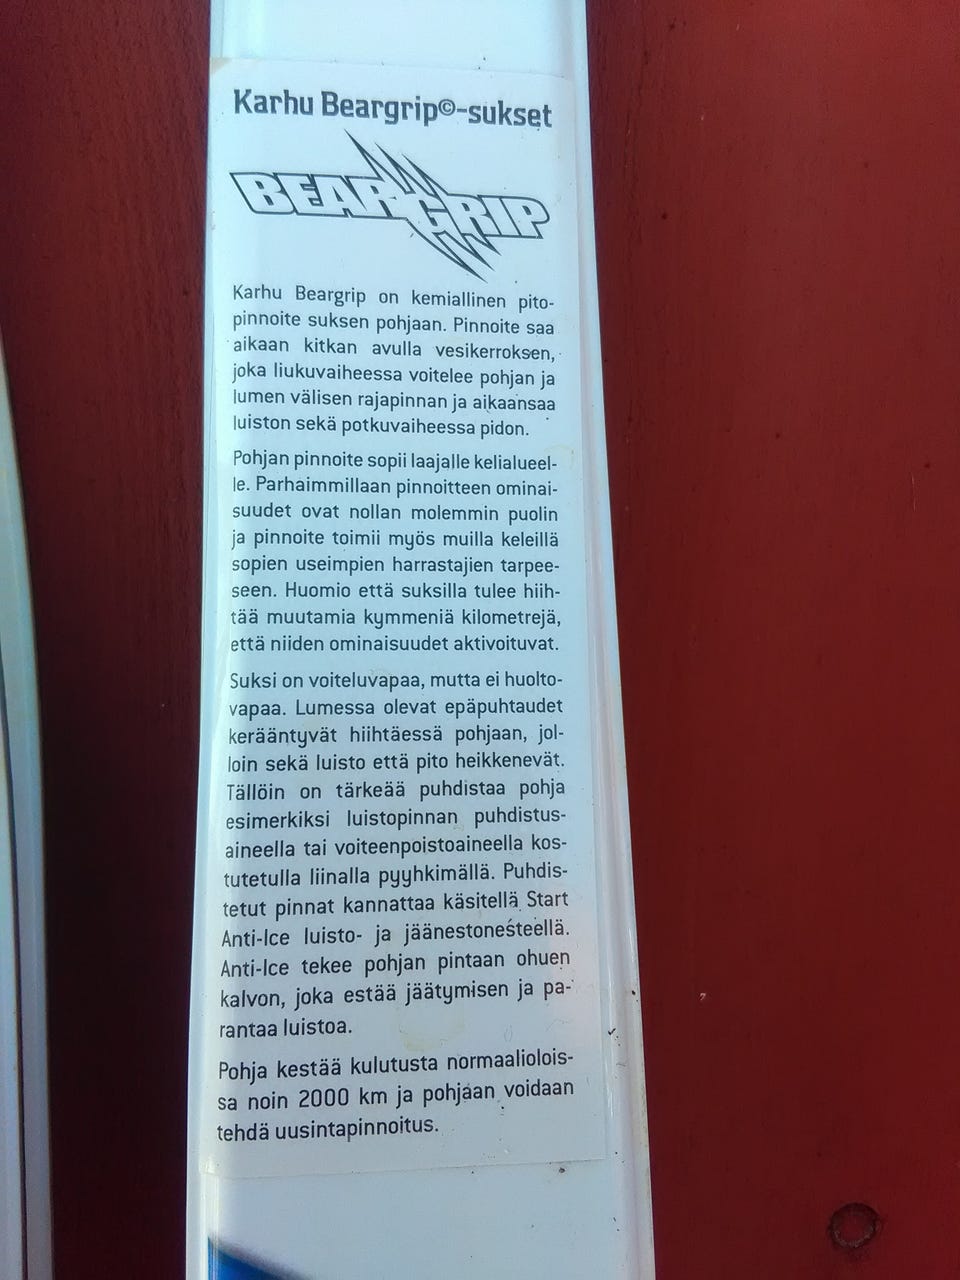 Karhu Beargrip©-sukset
BEARGRIP
Karhu Beargrip on kemiallinen pito-
pinnoite suksen pohjaan. Pinnoite saa
aikaan kitkan avulla vesikerroksen,
joka liukuvaiheessa voitelee pohjan ja
lumen välisen rajapinnan ja aikaansaa
luiston sekä potkuvaiheessa pidon.
Pohjan pinnoite sopii laajalle kelialueel-
le. Parhaimmillaan pinnoitteen ominai-
suudet ovat nollan molemmin puolin
ja pinnoite toimii myös muilla keleillä
sopien useimpien harrastajien tarpee-
seen. Huomio että suksilla tulee hiih-
tää muutamia kymmeniä kilometrejä,
että niiden ominaisuudet aktivoituvat.
Suksi on voiteluvapaa, mutta ei huolto-
vapaa. Lumessa olevat epäpuhtaudet
kerääntyvät hiihtäessä pohjaan, jol-
loin sekä luisto että pito heikkenevät.
Tällöin on tärkeää puhdistaa pohja
esimerkiksi luistopinnan puhdistus-
aineella tai voiteenpoistoaineella kos-
tutetulla liinalla pyyhkimällä. Puhdis-
tetut pinnat kannattaa käsitellä Start
Anti-Ice luisto- ja jäänestonesteellä.
Anti-Ice tekee pohjan pintaan ohuen
kalvon, joka estää jäätymisen ja pa-
rantaa luistoa.
Pohja kestää kulutusta normaaliolois-
sa noin 2000 km ja pohjaan voidaan
tehdä uusintapinnoitus.